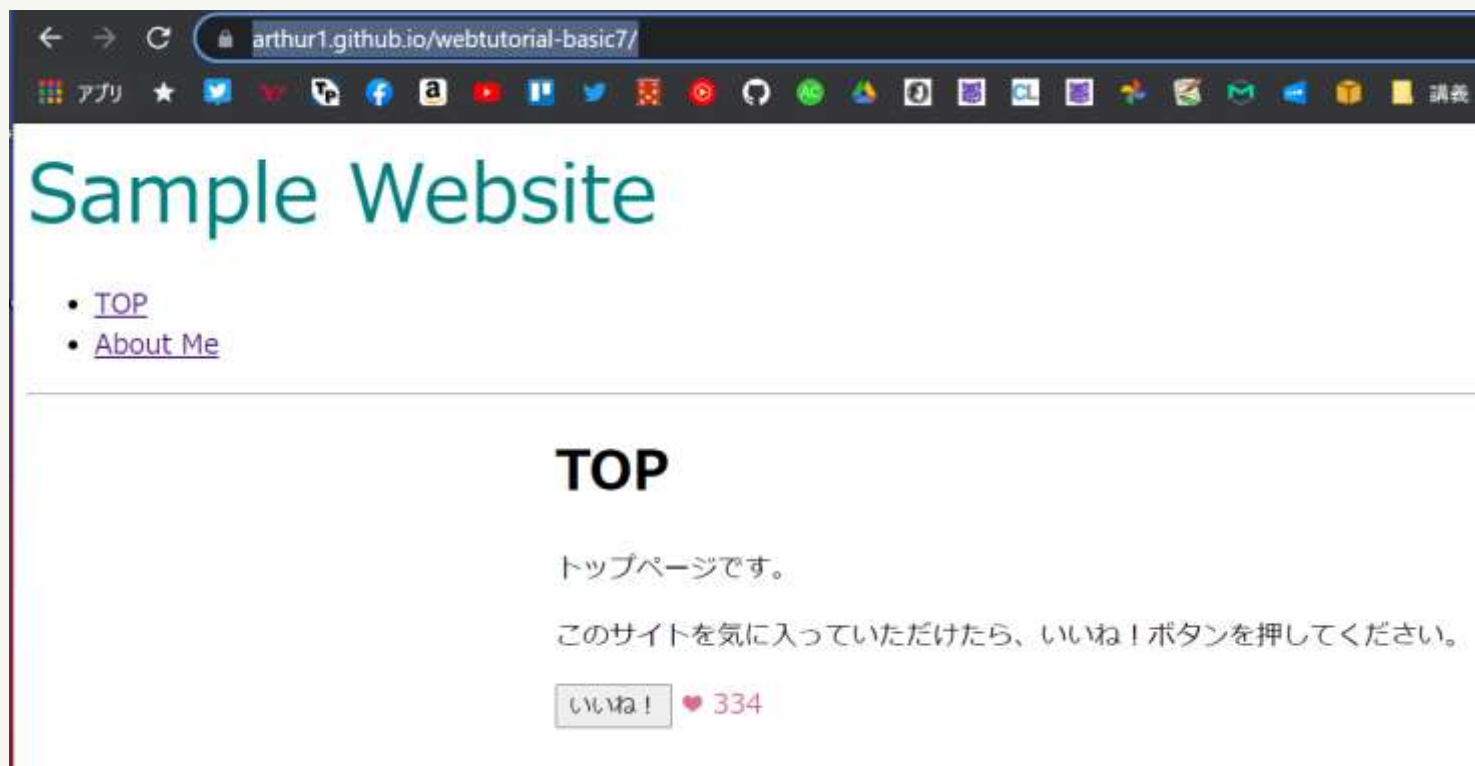 arthur1.github.io/webtutorial-basic7/
アプリ
講義
Sample Website
TOP
About Me
TOP
トップページです。
このサイトを気に入っていただけたら、いいね！ボタンを押してください。
いいね！ ♥ 334